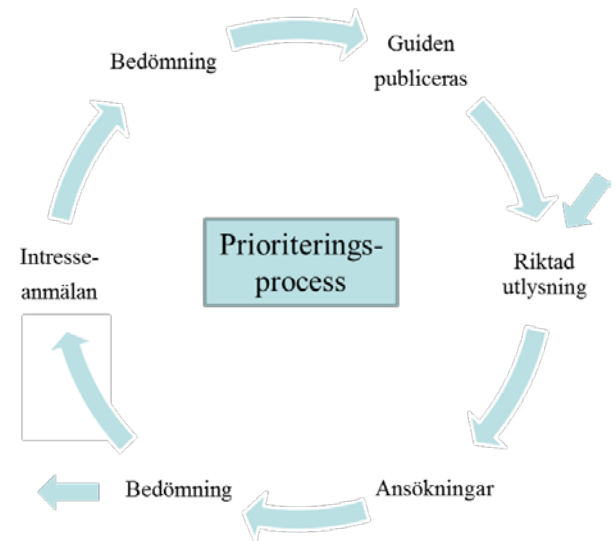 Bedömning
Guiden
publiceras
Intresse-
anmälan
Prioriterings-
process
Riktad
utlysning
Bedömning
Ansökningar